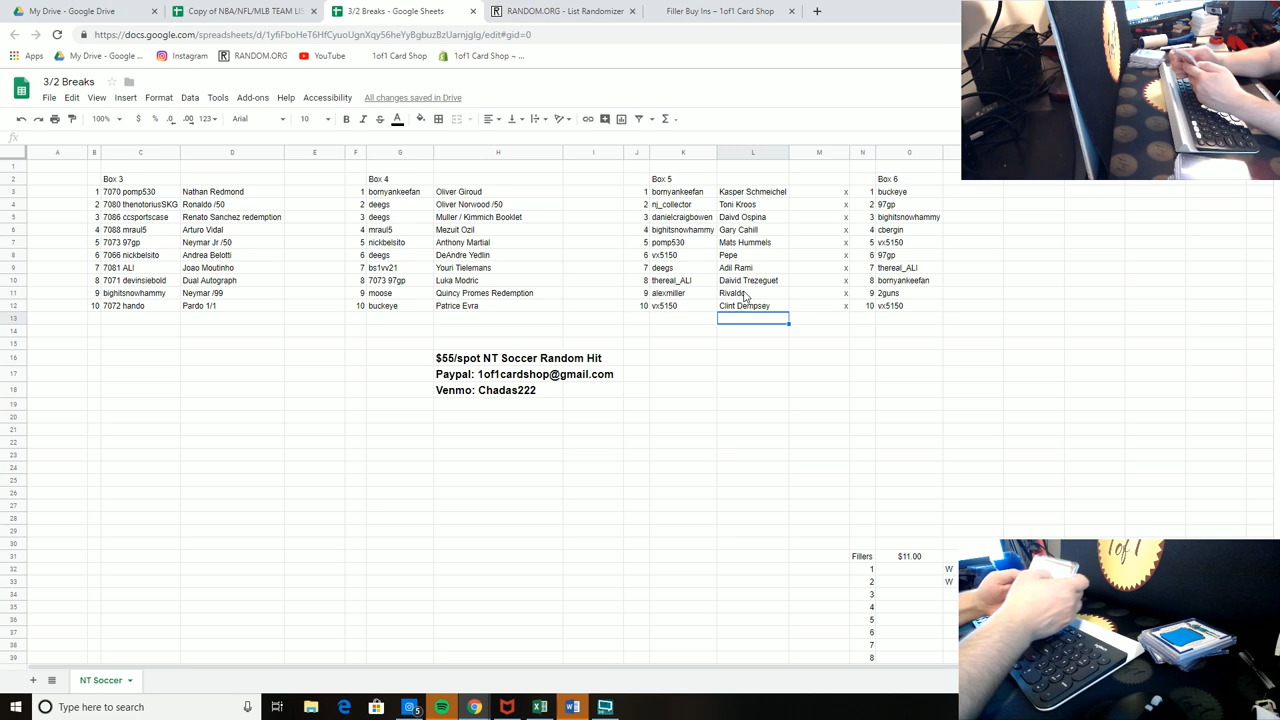 My Drive - Google Drive
Copy of NBA/NFL/MLB TEAM LIS
3/2 Breaks - Google Sheets
RANDOM.ORG - List Randomizer
Filler Buy Ins – 1of1 Card Shop
Apps
My Drive - Google ...
Instagram
RANDOM.ORG
YouTube
1of1 Card Shop
1of1 Card Shop ~ ...
3/2 Breaks
File Edit View Insert Format Data Tools Add-ons Help Accessibility All changes saved in Drive
100% $ % .0 .00 123 Arial 10 B I S A
A B C D E F G H I J K L M N O
Box 3 Box 4 Box 5 Box 6
1 7070 pomp530 Nathan Redmond 1 bornyankeefan Oliver Giroud 1 bornyankeefan Kasper Schmeichel x 1 buckeye
2 7080 thenotoriusSKG Ronaldo /50 2 deegs Oliver Norwood /50 2 nj_collector Toni Kroos x 2 97gp
3 7086 ccsportscase Renato Sanchez redemption 3 deegs Muller / Kimmich Booklet 3 danielcraigbowen Daivd Ospina x 3 bighitsnowhammy
4 7088 mraul5 Arturo Vidal 4 mraul5 Mezuit Ozil 4 bighitsnowhammy Gary Cahill x 4 cbergin
5 7073 97gp Neymar Jr /50 5 nickbelsito Anthony Martial 5 pomp530 Mats Hummels x 5 vx5150
6 7066 nickbelsito Andrea Belotti 6 deegs DeAndre Yedlin 6 vx5150 Pepe x 6 97gp
7 7081 ALI Joao Moutinho 7 bs1vv21 Youri Tielemans 7 deegs Adil Rami x 7 thereal_ALI
8 7071 devinsiebold Dual Autograph 8 7073 97gp Luka Modric 8 thereal_ALI Daivid Trezeguet x 8 bornyankeefan
9 bighitsnowhammy Neymar /99 9 moose Quincy Promes Redemption 9 alexmiller Rivaldo x 9 2guns
10 7072 hando Pardo 1/1 10 buckeye Patrice Evra 10 vx5150 Clint Dempsey x 10 vx5150
$55/spot NT Soccer Random Hit
Paypal: 1of1cardshop@gmail.com
Venmo: Chadas222
Fillers $11.00
1 W
2 W
3
4
5
6
7
8
NT Soccer
Type here to search
1of1